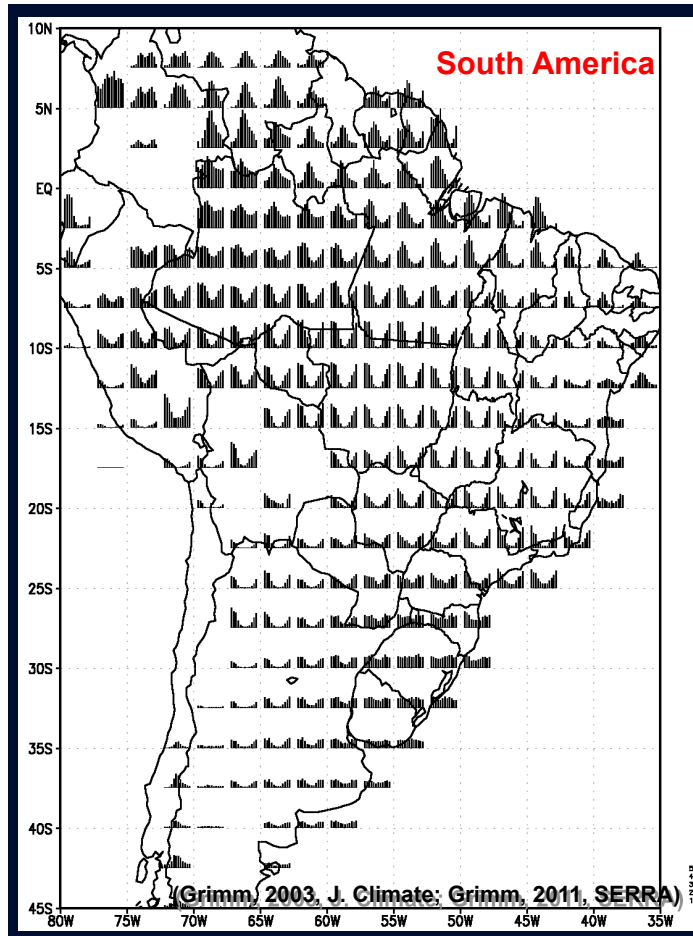 10N
South America
5N
EQ
5S
10S
15S
20S
25S
30S
35S
40S
(Grimm, 2003, J. Climate; Grimm, 2011, SERRA)
45S
80W 75W 70W 65W 60W 55W 50W 45W 40W 35W